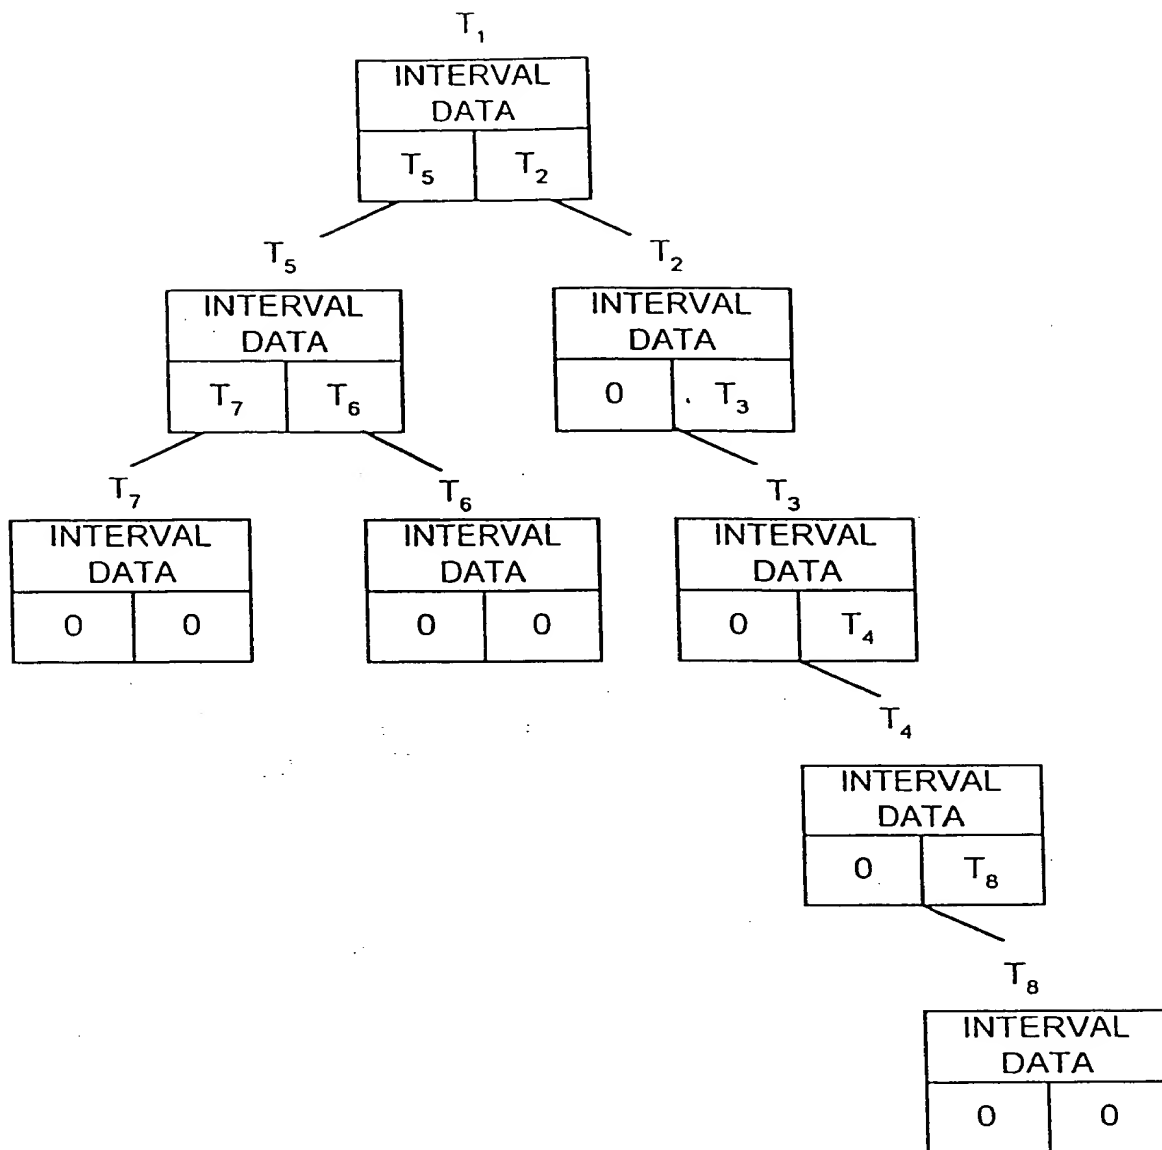 T₁
INTERVAL
DATA
T₅ T₂
T₅ T₂
INTERVAL
DATA
T₇ T₆
INTERVAL
DATA
0 T₃
T₇ T₆ T₃
INTERVAL
DATA
0 0
INTERVAL
DATA
0 0
INTERVAL
DATA
0 T₄
T₄
INTERVAL
DATA
0 T₈
T₈
INTERVAL
DATA
0 0